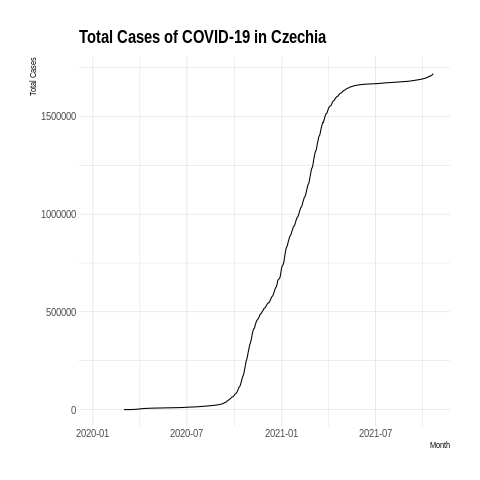 Total Cases of COVID-19 in Czechia
Total Cases
1500000
1000000
500000
0
2020-01 2020-07 2021-01 2021-07
Month